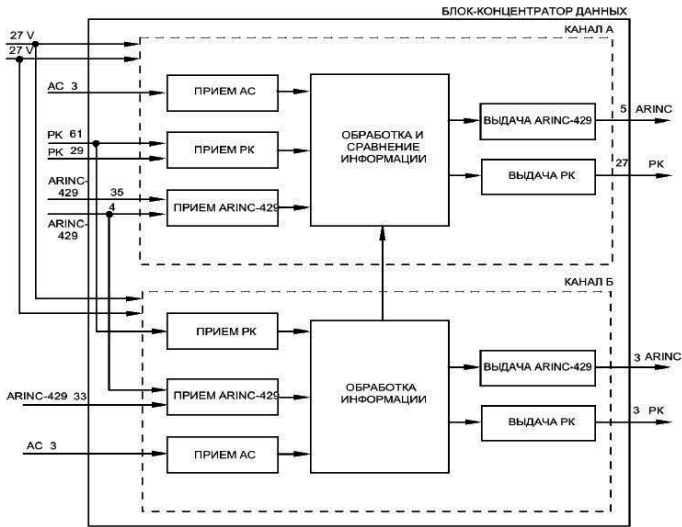 БЛОК-КОНЦЕНТРАТОР ДАННЫХ
27 V
27 V
КАНАЛ А
АС 3
ПРИЕМ АС
ОБРАБОТКА И
СРАВНЕНИЕ
ИНФОРМАЦИИ
ВЫДАЧА ARINC-429
5 ARINC
РК 61
РК 29
ПРИЕМ РК
ВЫДАЧА РК
27 РК
ARINC-
429
35
ПРИЕМ ARINC-429
4
ARINC-
429
КАНАЛ Б
ПРИЕМ РК
ОБРАБОТКА
ИНФОРМАЦИИ
ВЫДАЧА ARINC-429
3 ARINC
ARINC-429 33
ПРИЕМ ARINC-429
ВЫДАЧА РК
3 РК
АС 3
ПРИЕМ АС